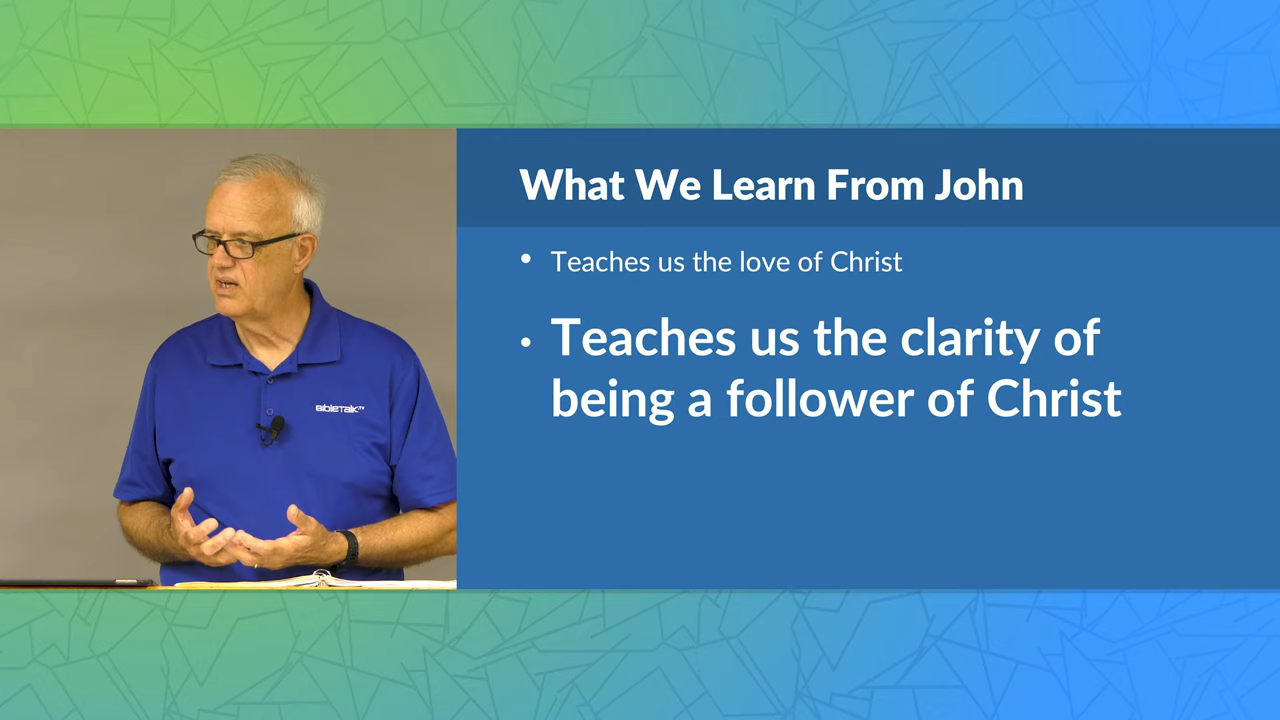 What We Learn From John
• Teaches us the love of Christ
• Teaches us the clarity of
being a follower of Christ
BibleTalk.TV